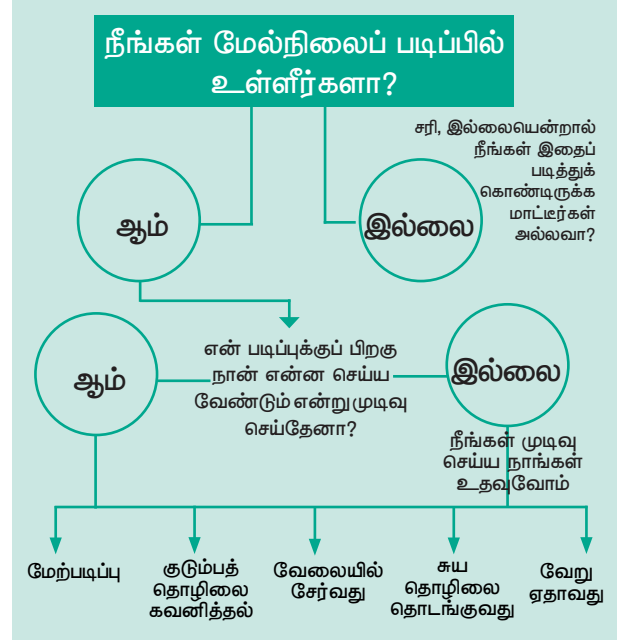 நீங்கள் மேல்நிலைப் படிப்பில்
உள்ளீர்களா?
சரி, இல்லையென்றால்
நீங்கள் இதைப்
படித்துக்
கொண்டிருக்க
மாட்டீர்கள்
அல்லவா?
ஆம்
இல்லை
என் படிப்புக்குப் பிறகு
நான் என்ன செய்ய
வேண்டும் என்று முடிவு
செய்தேனா?
ஆம்
இல்லை
நீங்கள் முடிவு
செய்ய நாங்கள்
உதவுவோம்
மேற்படிப்பு
குடும்பத்
தொழிலை
கவனித்தல்
வேலையில்
சேர்வது
சுய
தொழிலை
தொடங்குவது
வேறு
ஏதாவது